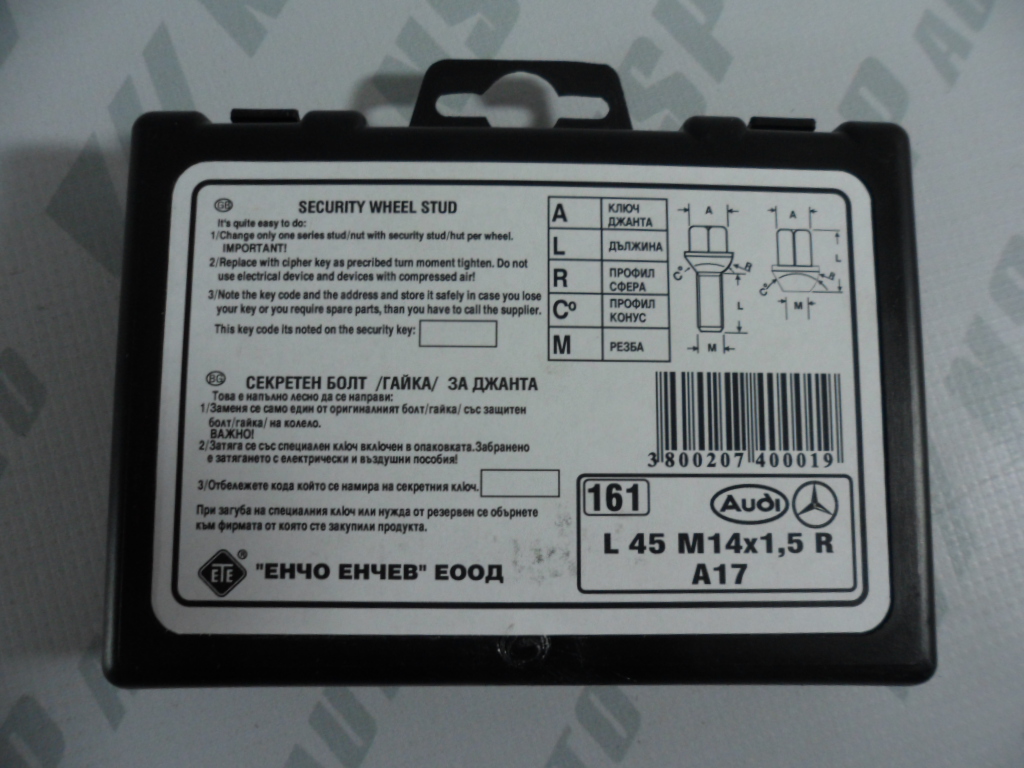 GB SECURITY WHEEL STUD
It's quite easy to do:
1/Change only one series stud/nut with security stud/hut per wheel.
IMPORTANT!
2/Replace with cipher key as precribed turn moment tighten. Do not
use electrical device and devices with compressed air!
3/Note the key code and the address and store it safely in case you lose
your key or you require spare parts, than you have to call the supplier.
This key code its noted on the security key:
BG СЕКРЕТЕН БОЛТ /ГАЙКА/ ЗА ДЖАНТА
Това е напълно лесно да се направи:
1/Заменя се само един от оригиналният болт/гайка/ със защитен
болт/гайка/ на колело.
ВАЖНО!
2/Затяга се със специален ключ включен в опаковката.Забранено
е затягането с електрически и въздушни пособия!
3/Отбележете кода който се намира на секретния ключ.
При загуба на специалния ключ или нужда от резервен се обърнете
към фирмата от която сте закупили продукта.
ETE ® "ЕНЧО ЕНЧЕВ" ЕООД
A КЛЮЧ
ДЖАНТА
L ДЪЛЖИНА
R ПРОФИЛ
СФЕРА
C° ПРОФИЛ
КОНУС
M РЕЗБА
A
R
C°
L
M
A
L
R
C°
M
3800207400019
161 Audi
L 45 M14x1,5 R
A17